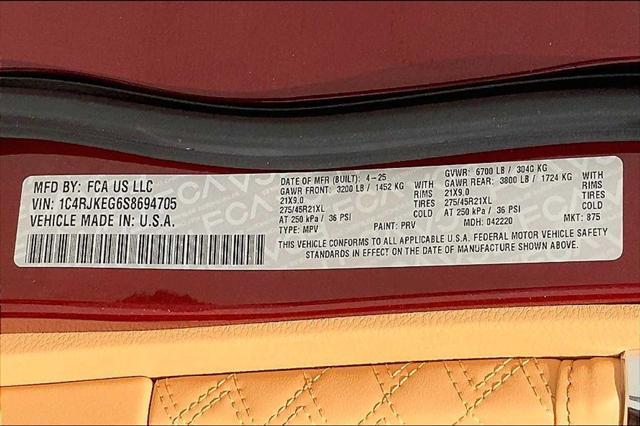 MFD BY: FCA US LLC
VIN: 1C4RJKEG6S8694705
VEHICLE MADE IN: U.S.A.
DATE OF MFR (BUILT): 4-25 GVWR: 6700 LB / 3040 KG
GAWR FRONT: 3200 LB / 1452 KG WITH GAWR REAR: 3800 LB / 1724 KG WITH
21X9.0 RIMS 21X9.0 RIMS
275/45R21XL TIRES 275/45R21XL TIRES
AT 250 kPa / 36 PSI COLD AT 250 kPa / 36 PSI COLD
TYPE: MPV PAINT: PRV MDH: 042220 MKT: 875
THIS VEHICLE CONFORMS TO ALL APPLICABLE U.S.A. FEDERAL MOTOR VEHICLE SAFETY
STANDARDS IN EFFECT ON THE DATE OF MANUFACTURE SHOWN ABOVE.